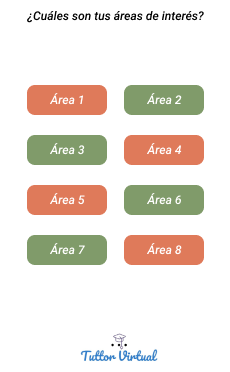 ¿Cuáles son tus áreas de interés?
Área 1 Área 2
Área 3 Área 4
Área 5 Área 6
Área 7 Área 8
Tuttor Virtual